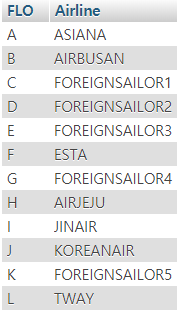 FLO Airline
A ASIANA
B AIRBUSAN
C FOREIGNSAILOR1
D FOREIGNSAILOR2
E FOREIGNSAILOR3
F ESTA
G FOREIGNSAILOR4
H AIRJEJU
I JINAIR
J KOREANAIR
K FOREIGNSAILOR5
L TWAY